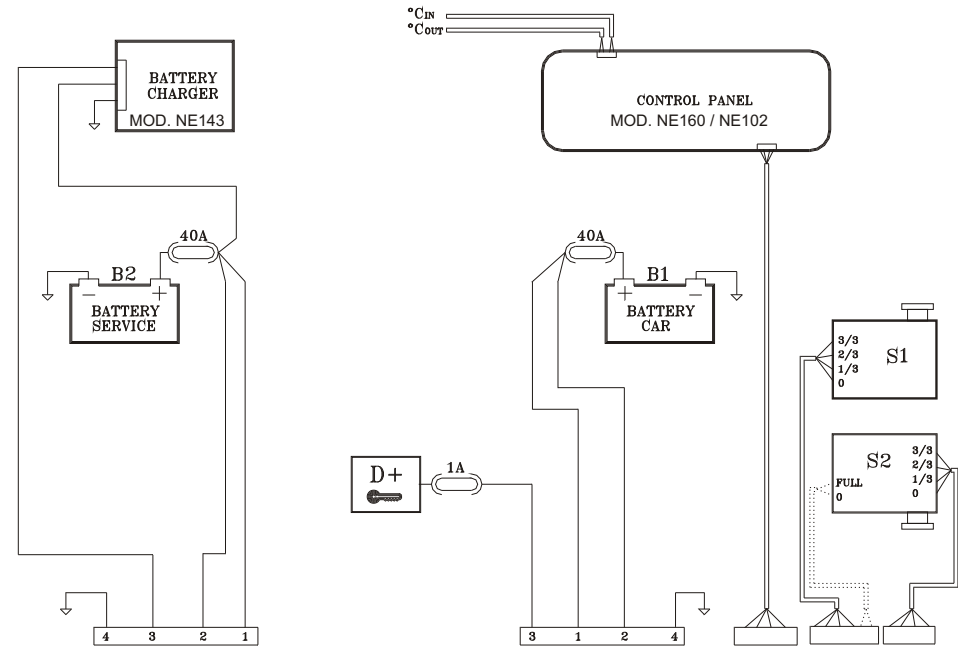 °CIN
°COUT
BATTERY
CHARGER
MOD. NE143
CONTROL PANEL
MOD. NE160 / NE102
40A
B2
- +
BATTERY
SERVICE
40A
B1
+ -
BATTERY
CAR
3/3
2/3
1/3
0
S1
S2
3/3
2/3
1/3
0
FULL
0
D+
1A
4 3 2 1
3 1 2 4